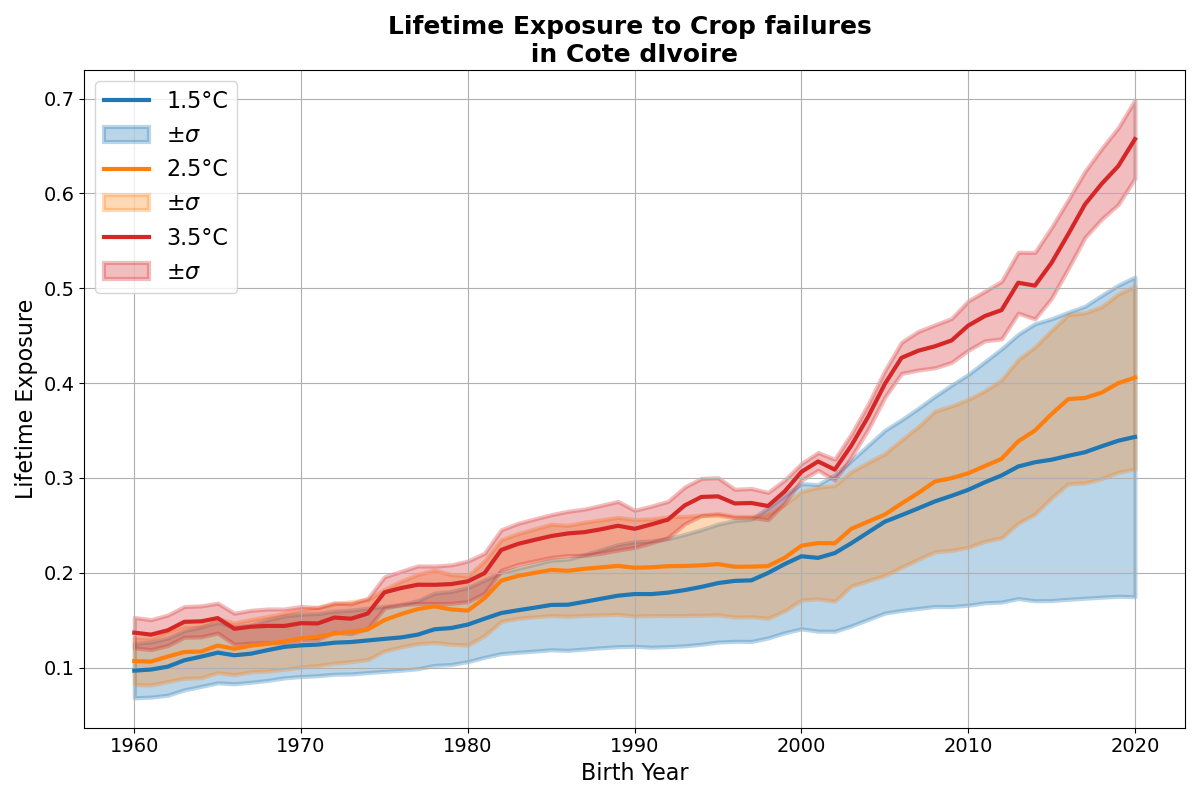 Lifetime Exposure to Crop failures
in Cote dIvoire
1.5°C
±σ
2.5°C
±σ
3.5°C
±σ
Lifetime Exposure
0.7
0.6
0.5
0.4
0.3
0.2
0.1
1960 1970 1980 1990 2000 2010 2020
Birth Year